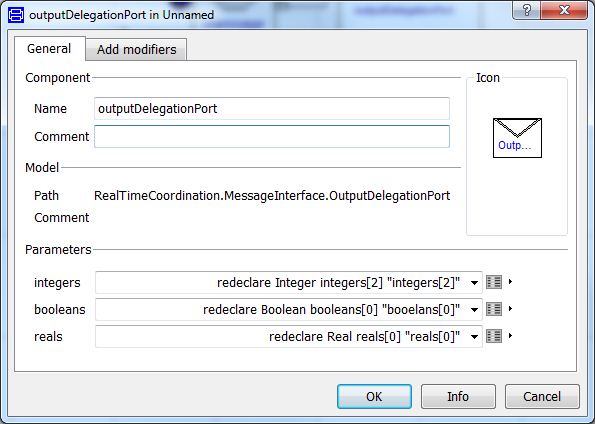 outputDelegationPort in Unnamed
outputDelegationPort
General
Add modifiers
Component
Icon
Name
outputDelegationPort
Comment
Outp...
Model
Path
RealTimeCoordination.MessageInterface.OutputDelegationPort
Comment
Parameters
integers
redeclare Integer integers[2] "integers[2]"
booleans
redeclare Boolean booleans[0] "booelans[0]"
reals
redeclare Real reals[0] "reals[0]"
OK
Info
Cancel